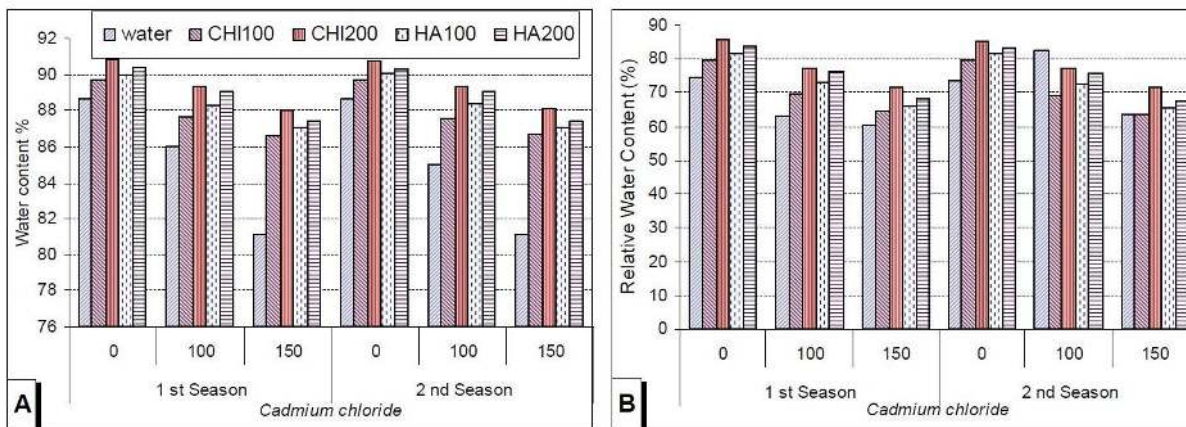 water CHI100 CHI200 HA100 HA200
Water content %
92
90
88
86
84
82
80
78
76
0 100 150 0 100 150
1 st Season 2 nd Season
Cadmium chloride
A
Relative Water Content (%)
90
80
70
60
50
40
30
20
10
0
0 100 150 0 100 150
1 st Season 2 nd Season
Cadmium chloride
B